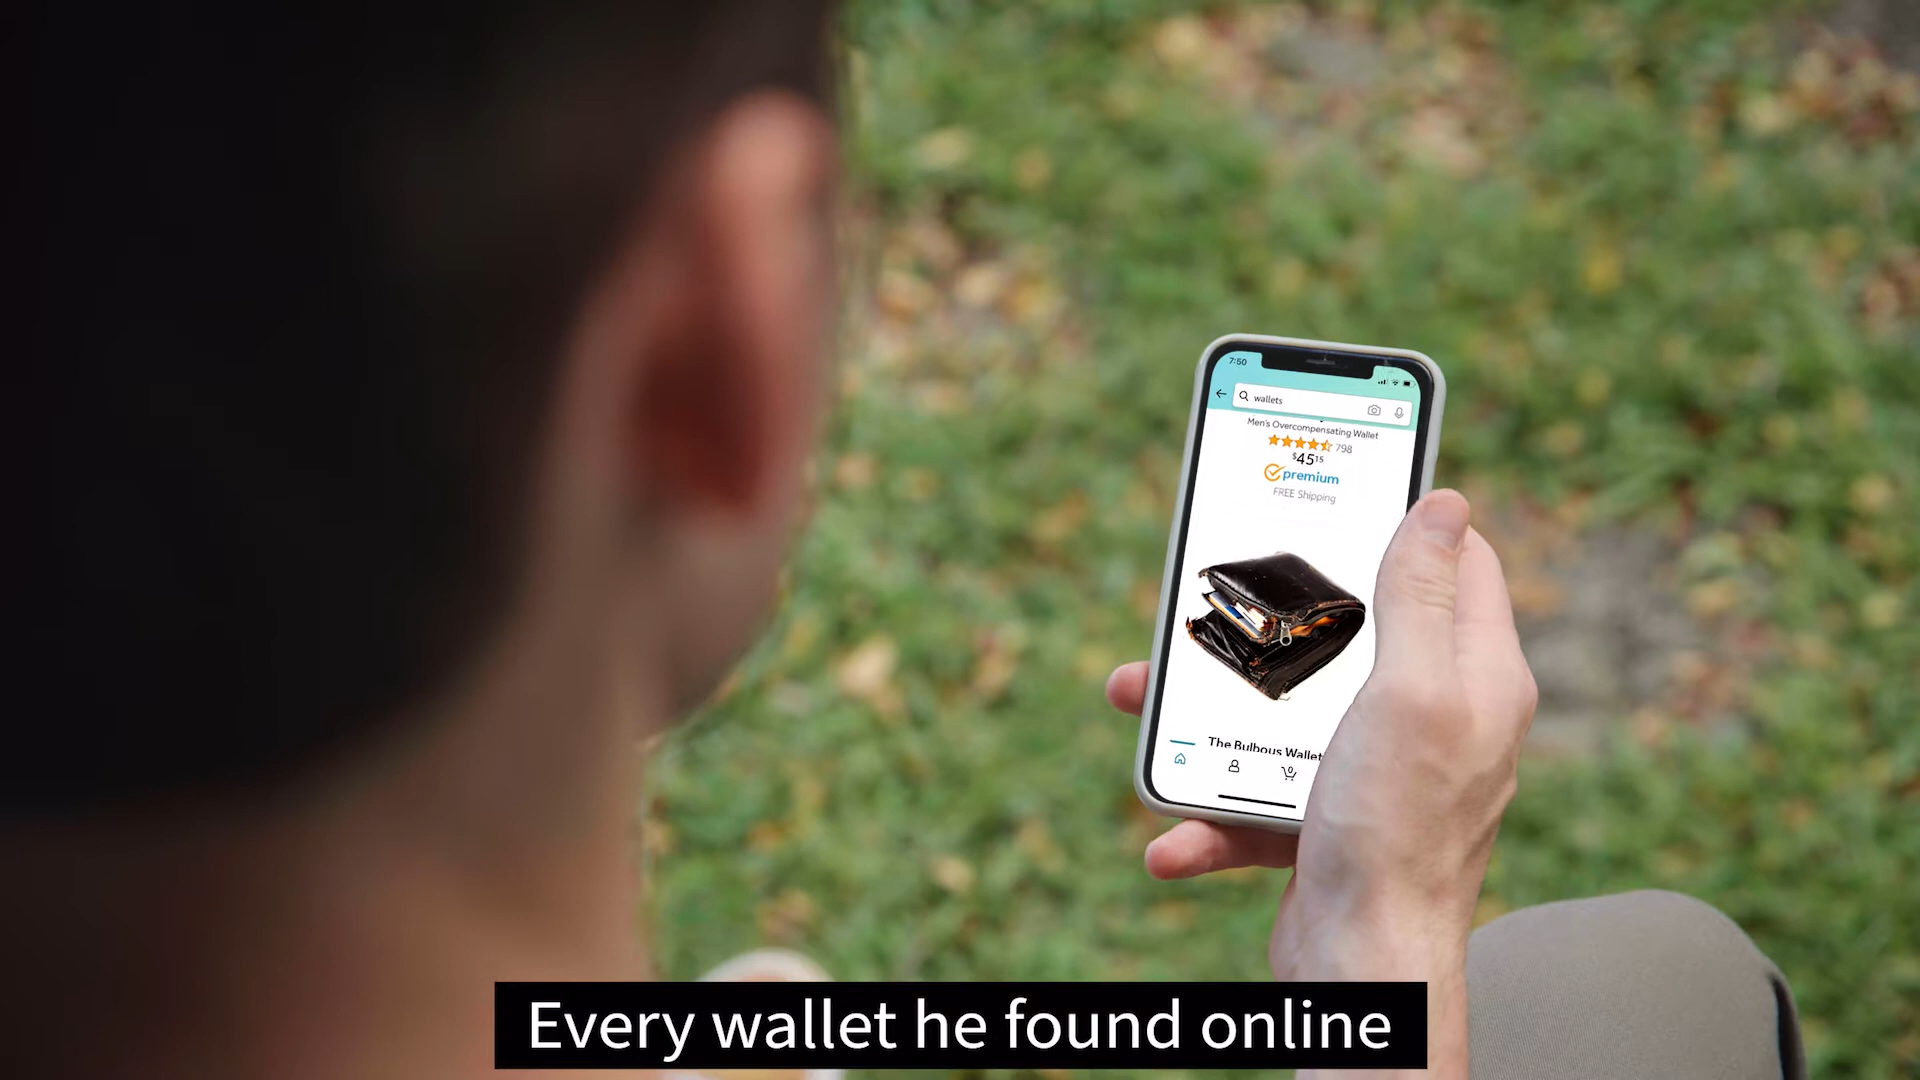 7:50
wallets
Men's Overcompensating Wallet
798
$4515
premium
FREE Shipping
The Bulbous Wallet
0
Every wallet he found online